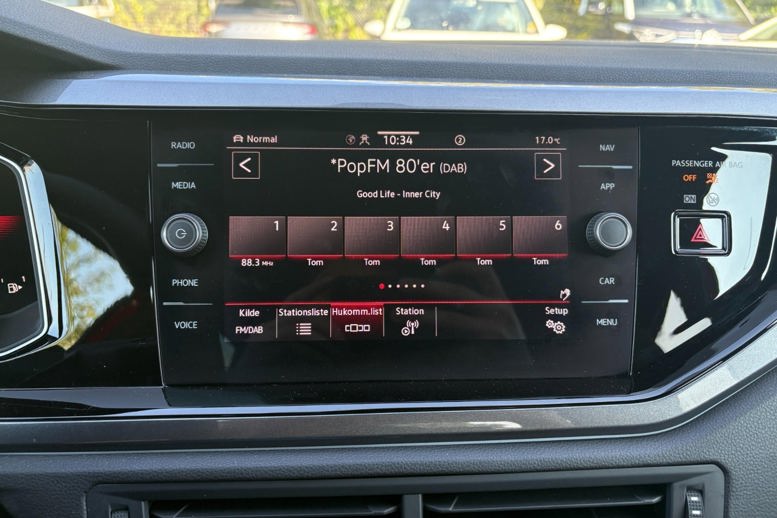 RADIO
MEDIA
PHONE
VOICE
Normal
10:34
2
17.0°C
*PopFM 80'er (DAB)
Good Life - Inner City
1 2 3 4 5 6
88.3 MHz Tom Tom Tom Tom Tom
Kilde Stationsliste Hukomm.list Station Setup
FM/DAB
NAV
APP
CAR
MENU
PASSENGER AIRBAG
OFF
ON